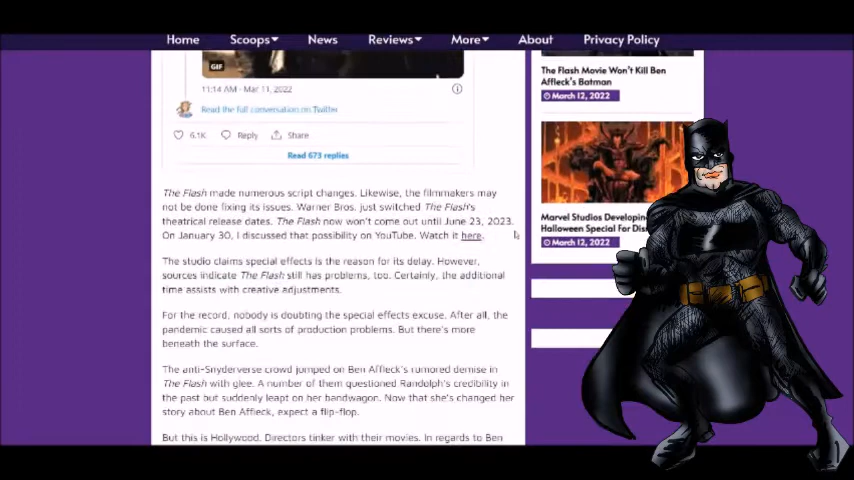 Home Scoops News Reviews More About Privacy Policy
GIF
11:14 AM · Mar 11, 2022
Read the full conversation on Twitter
6.1K Reply Share
Read 673 replies
The Flash made numerous script changes. Likewise, the filmmakers may
not be done fixing its issues. Warner Bros. just switched The Flash's
theatrical release dates. The Flash now won't come out until June 23, 2023.
On January 30, I discussed that possibility on YouTube. Watch it here.
The studio claims special effects is the reason for its delay. However,
sources indicate The Flash still has problems, too. Certainly, the additional
time assists with creative adjustments.
For the record, nobody is doubting the special effects excuse. After all, the
pandemic caused all sorts of production problems. But there's more
beneath the surface.
The anti-Snyderverse crowd jumped on Ben Affleck's rumored demise in
The Flash with glee. A number of them questioned Randolph's credibility in
the past but suddenly leapt on her bandwagon. Now that she's changed her
story about Ben Affleck, expect a flip-flop.
But this is Hollywood. Directors tinker with their movies. In regards to Ben
The Flash Movie Won't Kill Ben
Affleck's Batman
March 12, 2022
Marvel Studios Developin
Halloween Special For Dis
March 12, 2022